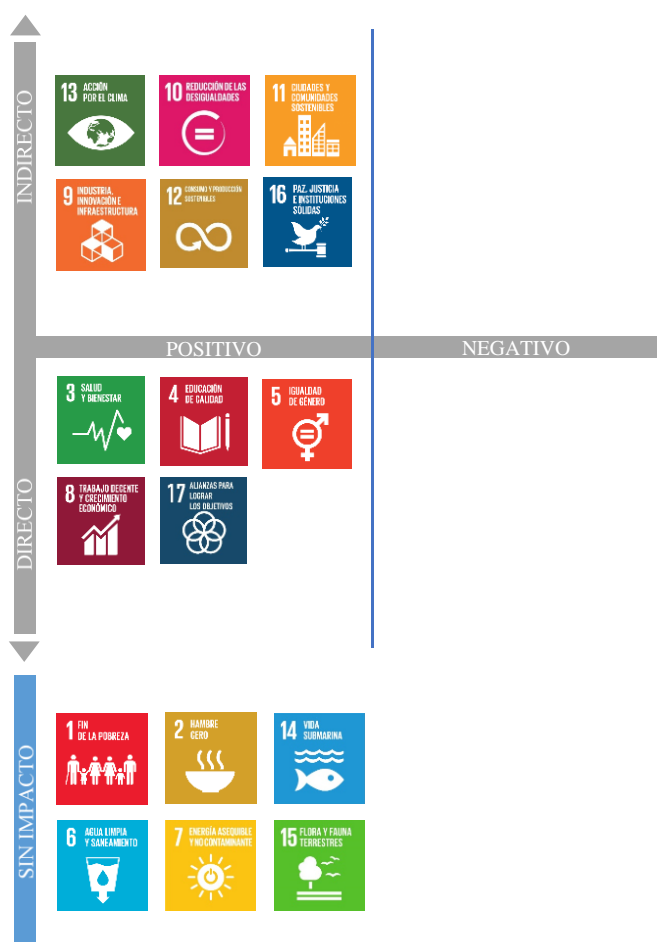 INDIRECTO
13 ACCIÓN
POR EL CLIMA
10 REDUCCIÓN DE LAS
DESIGUALDADES
11 CIUDADES Y
COMUNIDADES
SOSTENIBLES
9 INDUSTRIA,
INNOVACIÓN E
INFRAESTRUCTURA
12 CONSUMO Y PRODUCCIÓN
SOSTENIBLES
16 PAZ, JUSTICIA
E INSTITUCIONES
SÓLIDAS
POSITIVO
NEGATIVO
DIRECTO
3 SALUD
Y BIENESTAR
4 EDUCACIÓN
DE CALIDAD
5 IGUALDAD
DE GÉNERO
8 TRABAJO DECENTE
Y CRECIMIENTO
ECONÓMICO
17 ALIANZAS PARA
LOGRAR
LOS OBJETIVOS
SIN IMPACTO
1 FIN
DE LA POBREZA
2 HAMBRE
CERO
14 VIDA
SUBMARINA
6 AGUA LIMPIA
Y SANEAMIENTO
7 ENERGÍA ASEQUIBLE
Y NO CONTAMINANTE
15 FLORA Y FAUNA
TERRESTRES